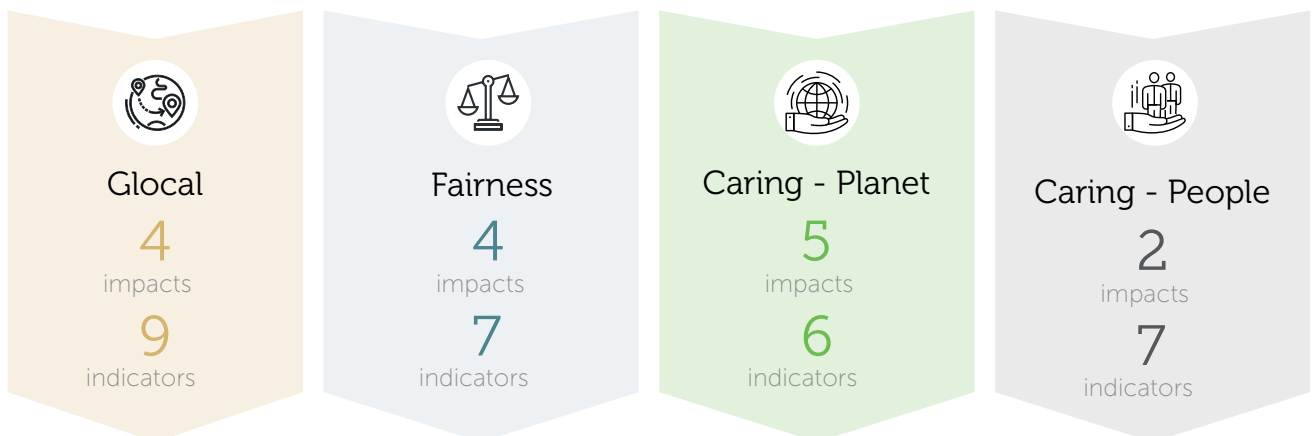 Glocal
4
impacts
9
indicators
Fairness
4
impacts
7
indicators
Caring - Planet
5
impacts
6
indicators
Caring - People
2
impacts
7
indicators